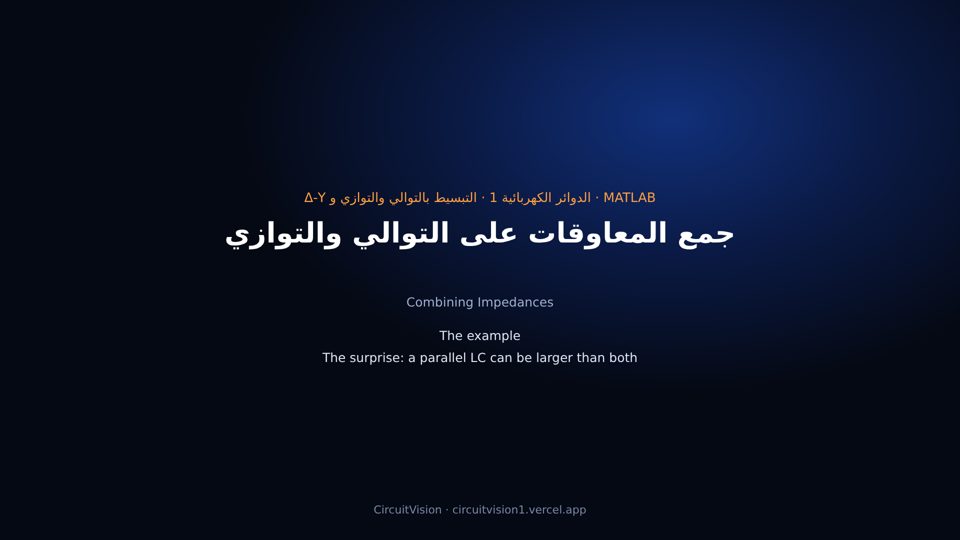 MATLAB · الدوائر الكهربائية 1 · التبسيط بالتوالي والتوازي و Δ-Y
جمع المعاوقات على التوالي والتوازي
Combining Impedances
The example
The surprise: a parallel LC can be larger than both
CircuitVision · circuitvision1.vercel.app